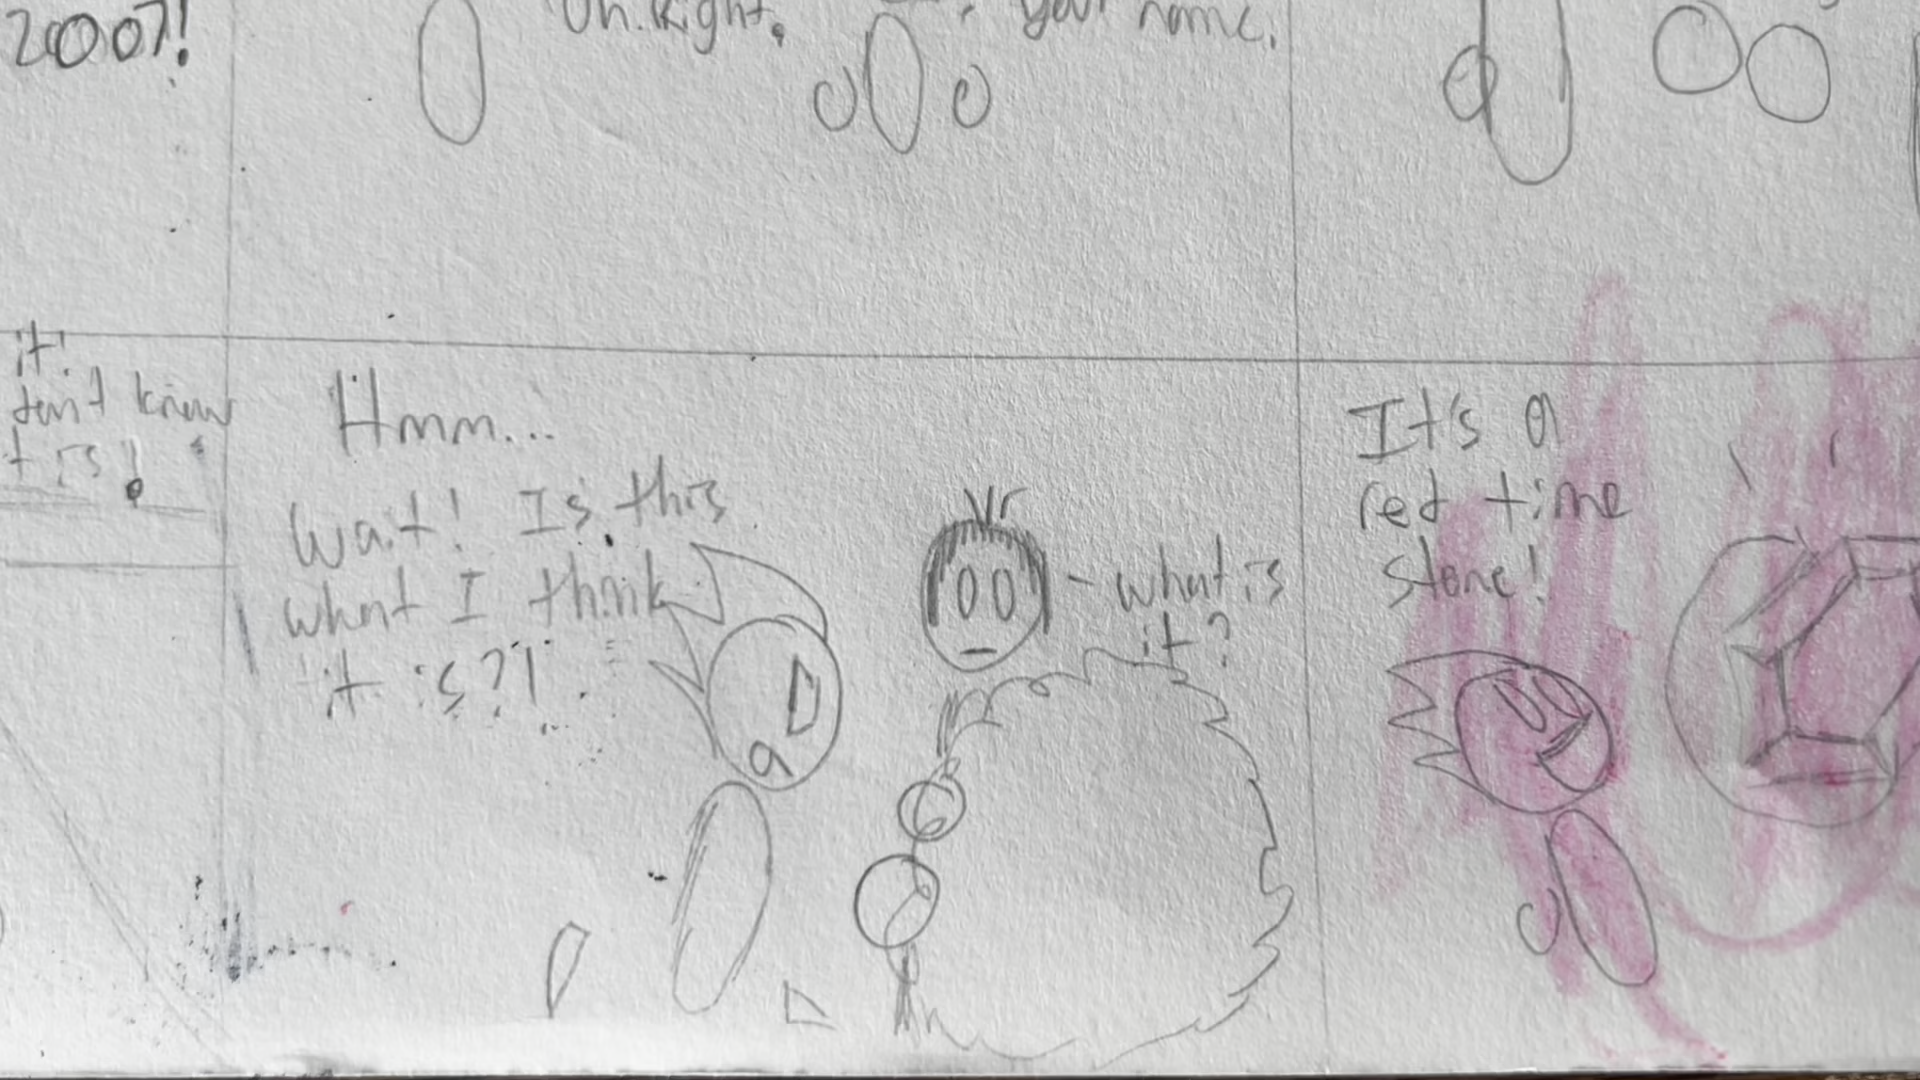 2007!
Oh. Right.
your name.
it!
don't know
t is!
Hmm...
Wait! Is this
what I think
it is?!
- what is
it?
It's a
red time
stone!